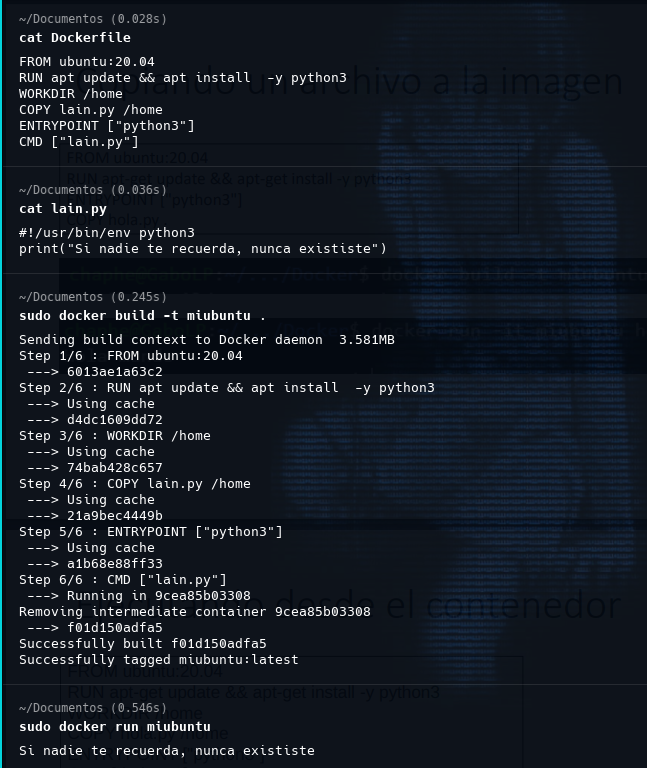 ~/Documentos (0.028s)
cat Dockerfile
FROM ubuntu:20.04
RUN apt update && apt install  -y python3
WORKDIR /home
COPY lain.py /home
ENTRYPOINT ["python3"]
CMD ["lain.py"]
~/Documentos (0.036s)
cat lain.py
#!/usr/bin/env python3
print("Si nadie te recuerda, nunca exististe")
~/Documentos (0.245s)
sudo docker build -t miubuntu .
Sending build context to Docker daemon  3.581MB
Step 1/6 : FROM ubuntu:20.04
 ---> 6013ae1a63c2
Step 2/6 : RUN apt update && apt install  -y python3
 ---> Using cache
 ---> d4dc1609dd72
Step 3/6 : WORKDIR /home
 ---> Using cache
 ---> 74bab428c657
Step 4/6 : COPY lain.py /home
 ---> Using cache
 ---> 21a9bec4449b
Step 5/6 : ENTRYPOINT ["python3"]
 ---> Using cache
 ---> a1b68e88ff33
Step 6/6 : CMD ["lain.py"]
 ---> Running in 9cea85b03308
Removing intermediate container 9cea85b03308
 ---> f01d150adfa5
Successfully built f01d150adfa5
Successfully tagged miubuntu:latest
~/Documentos (0.546s)
sudo docker run miubuntu
Si nadie te recuerda, nunca exististe